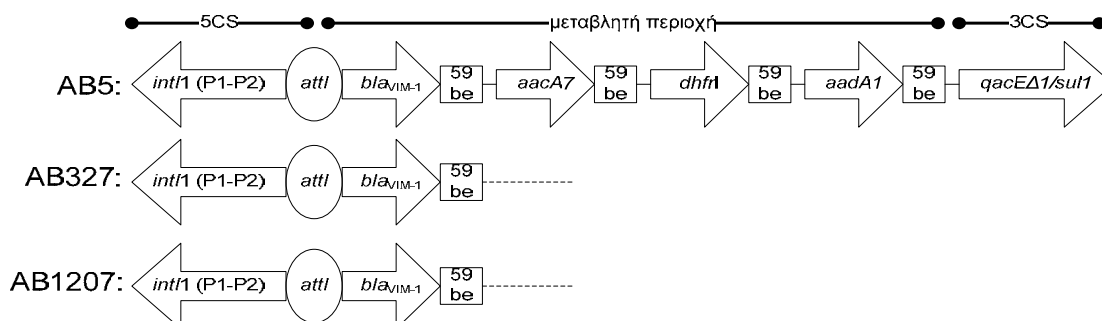 5CS μεταβλητή περιοχή 3CS
AB5: intI1 (P1-P2) attI blaVIM-1 59 be aacA7 59 be dhfrI 59 be aadA1 59 be qacEΔ1/sul1
AB327: intI1 (P1-P2) attI blaVIM-1 59 be
AB1207: intI1 (P1-P2) attI blaVIM-1 59 be